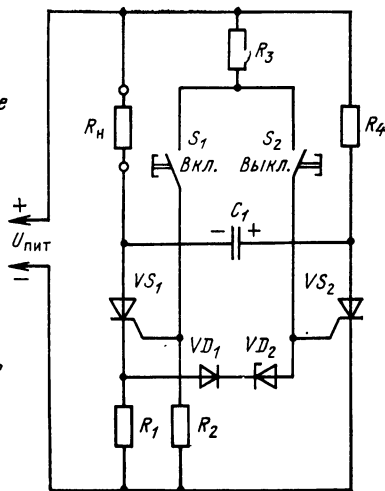 е
R₃
Rн
S₁
S₂
R₄
Вкл.
Выкл.
C₁
− +
+
Uпит
−
VS₁
VS₂
VD₁
VD₂
,
R₁
R₂